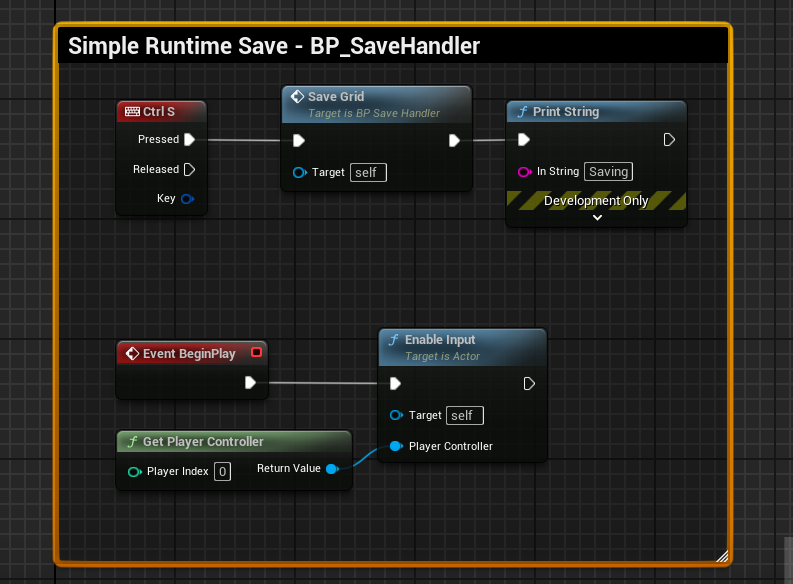 Simple Runtime Save - BP_SaveHandler
Ctrl S
Pressed
Released
Key
Save Grid
Target is BP Save Handler
Target self
Print String
In String Saving
Development Only
Event BeginPlay
Get Player Controller
Player Index 0
Return Value
Enable Input
Target is Actor
Target self
Player Controller